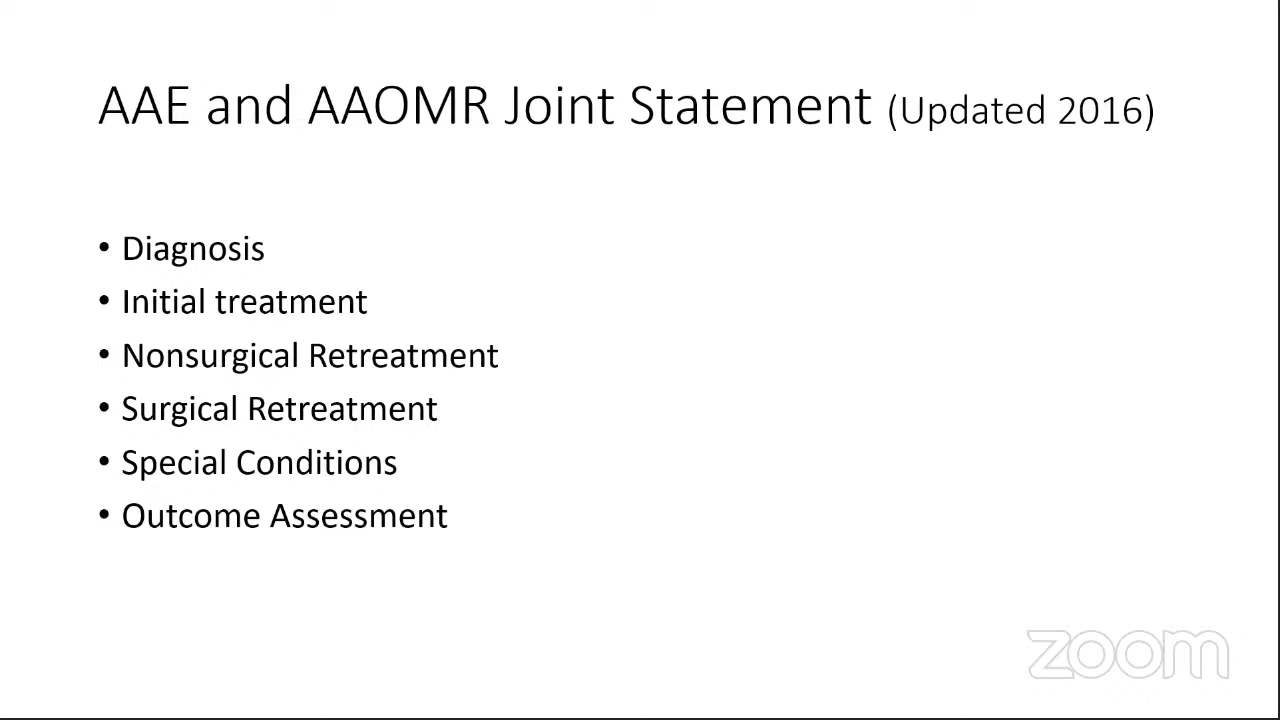 AAE and AAOMR Joint Statement (Updated 2016)
• Diagnosis
• Initial treatment
• Nonsurgical Retreatment
• Surgical Retreatment
• Special Conditions
• Outcome Assessment
zoom